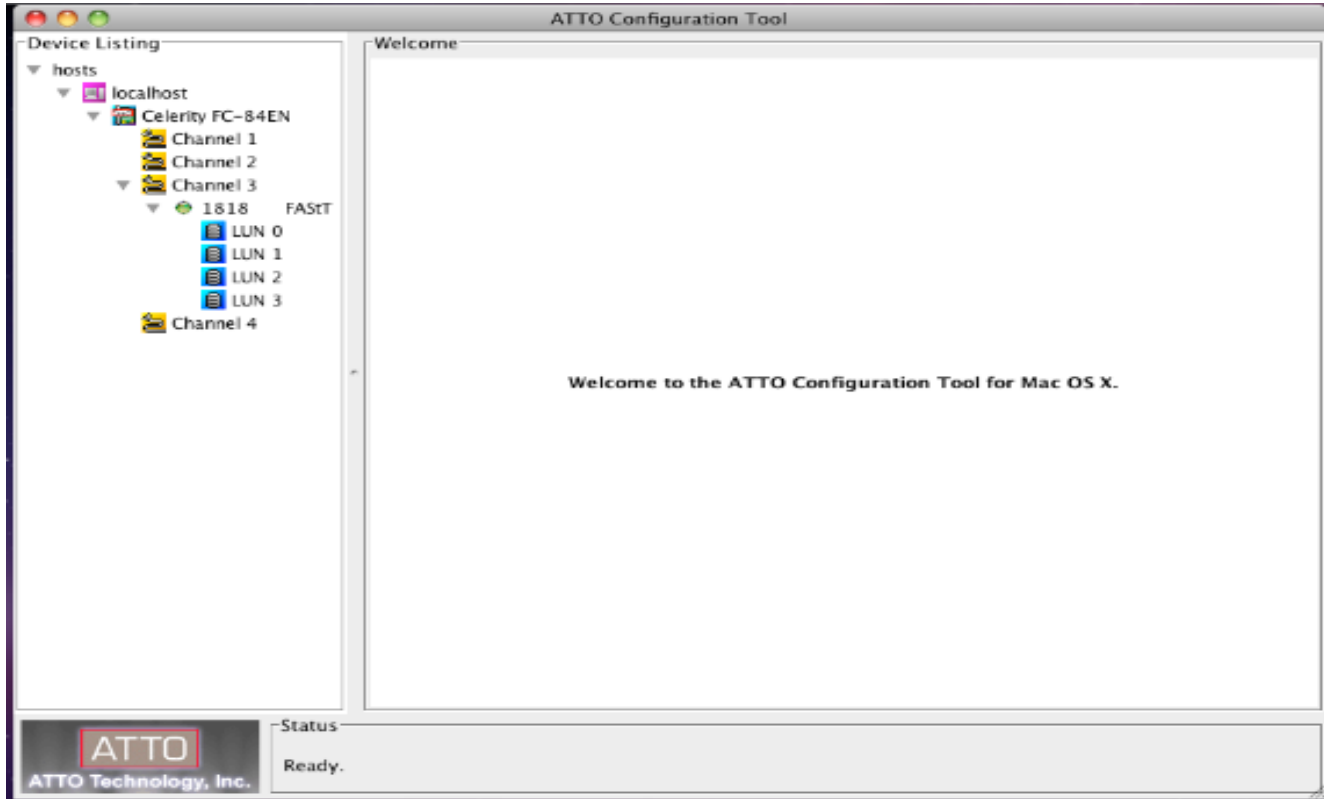 ATTO Configuration Tool
Device Listing
hosts
localhost
Celerity FC-84EN
Channel 1
Channel 2
Channel 3
1818 FAStT
LUN 0
LUN 1
LUN 2
LUN 3
Channel 4
Welcome
Welcome to the ATTO Configuration Tool for Mac OS X.
ATTO
ATTO Technology, Inc.
Status
Ready.